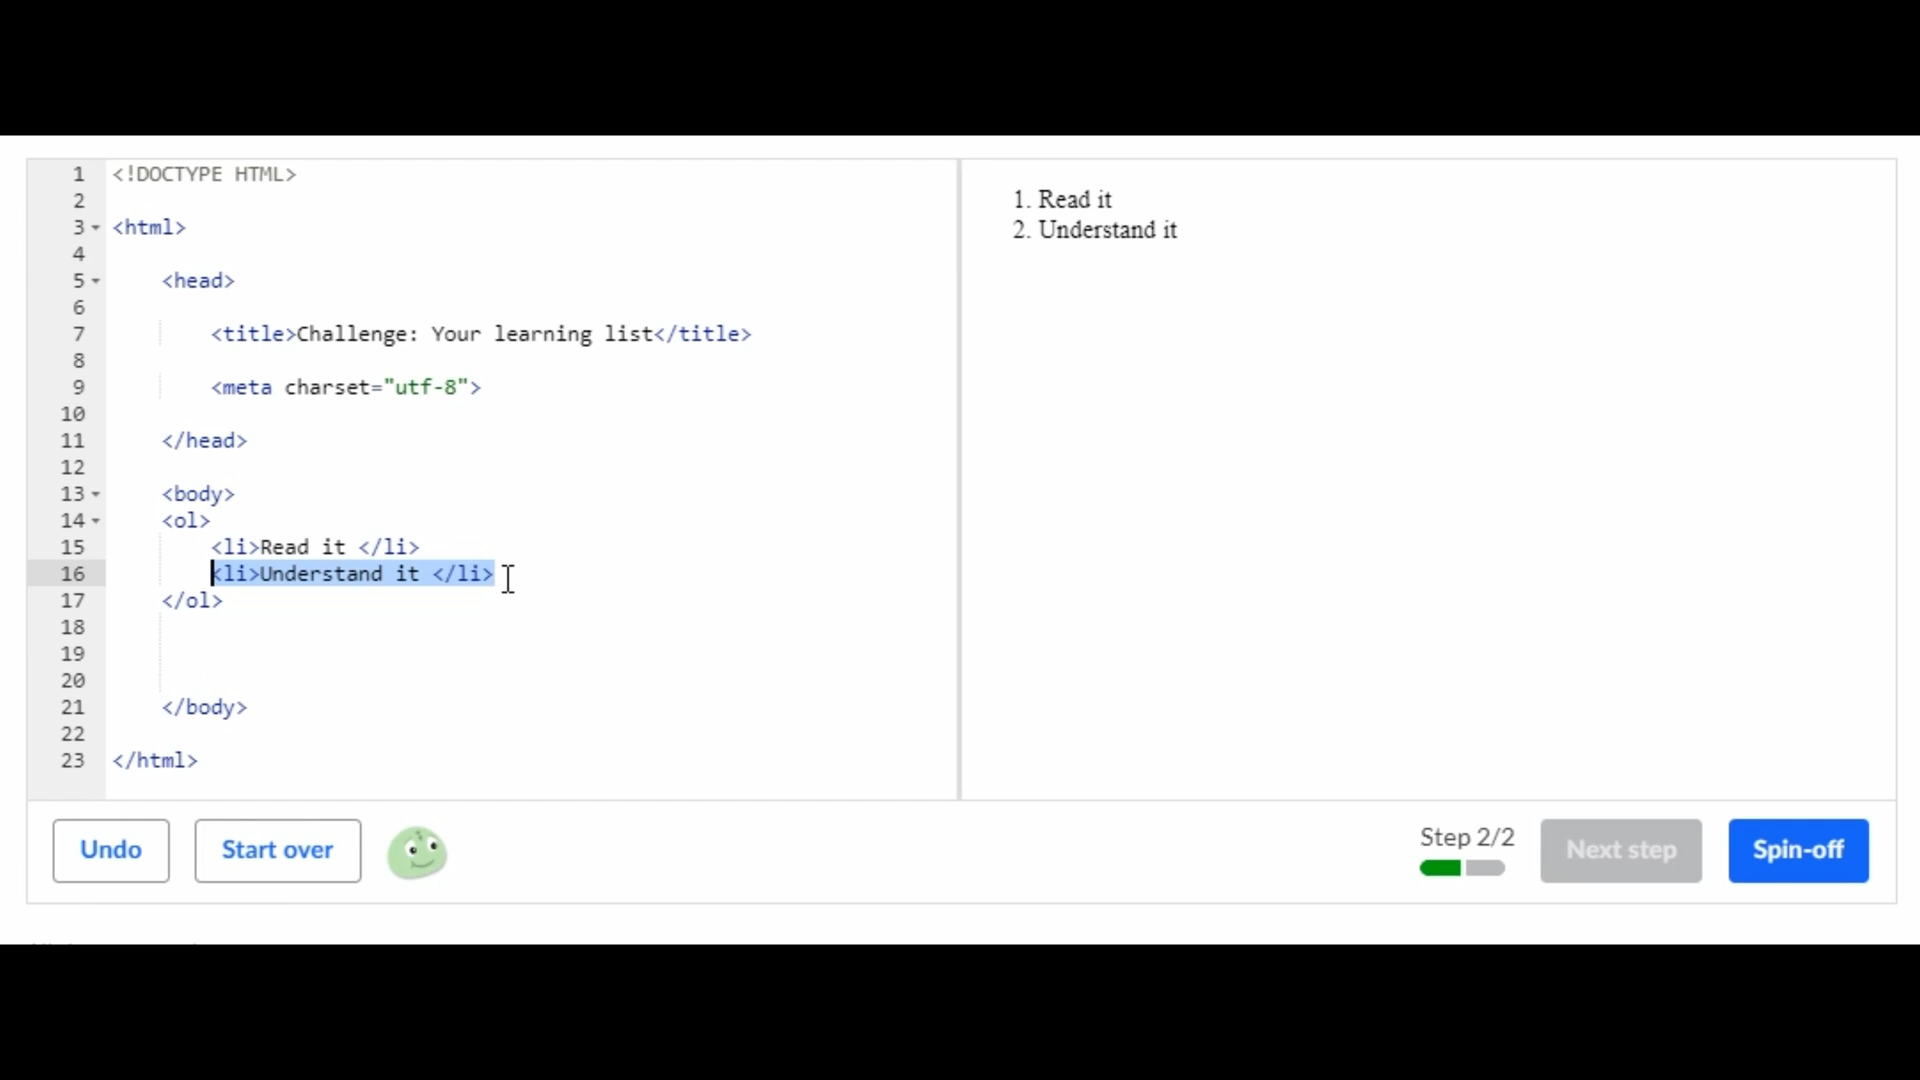 1 <!DOCTYPE HTML>
2
3 <html>
4
5 <head>
6
7 <title>Challenge: Your learning list</title>
8
9 <meta charset="utf-8">
10
11 </head>
12
13 <body>
14 <ol>
15 <li>Read it </li>
16 <li>Understand it </li>
17 </ol>
18
19
20
21 </body>
22
23 </html>
1. Read it
2. Understand it
Undo
Start over
Step 2/2
Next step
Spin-off